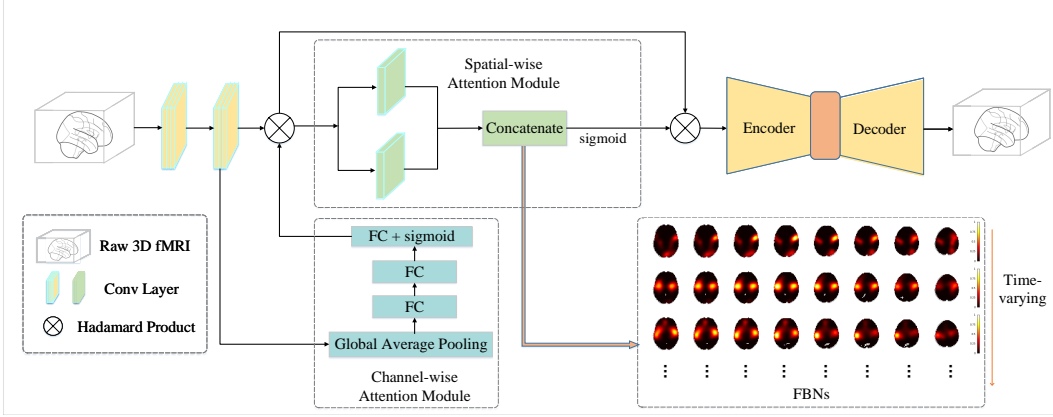 Spatial-wise
Attention Module
Concatenate
sigmoid
Encoder
Decoder
Raw 3D fMRI
Conv Layer
Hadamard Product
FC + sigmoid
FC
FC
Global Average Pooling
Channel-wise
Attention Module
Time-
varying
FBNs